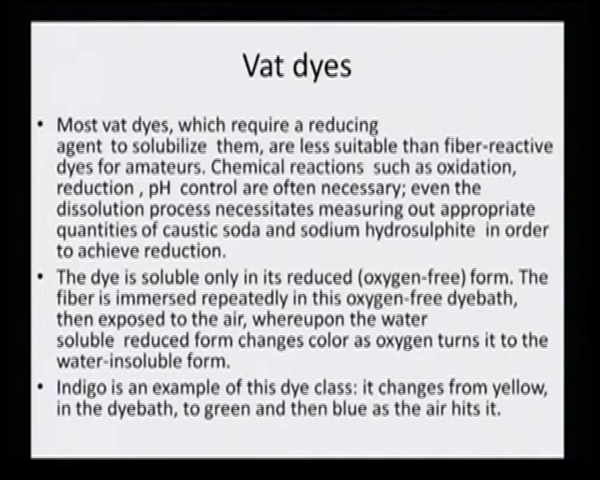 Vat dyes
• Most vat dyes, which require a reducing
agent to solubilize them, are less suitable than fiber-reactive
dyes for amateurs. Chemical reactions such as oxidation,
reduction , pH control are often necessary; even the
dissolution process necessitates measuring out appropriate
quantities of caustic soda and sodium hydrosulphite in order
to achieve reduction.
• The dye is soluble only in its reduced (oxygen-free) form. The
fiber is immersed repeatedly in this oxygen-free dyebath,
then exposed to the air, whereupon the water
soluble reduced form changes color as oxygen turns it to the
water-insoluble form.
• Indigo is an example of this dye class: it changes from yellow,
in the dyebath, to green and then blue as the air hits it.